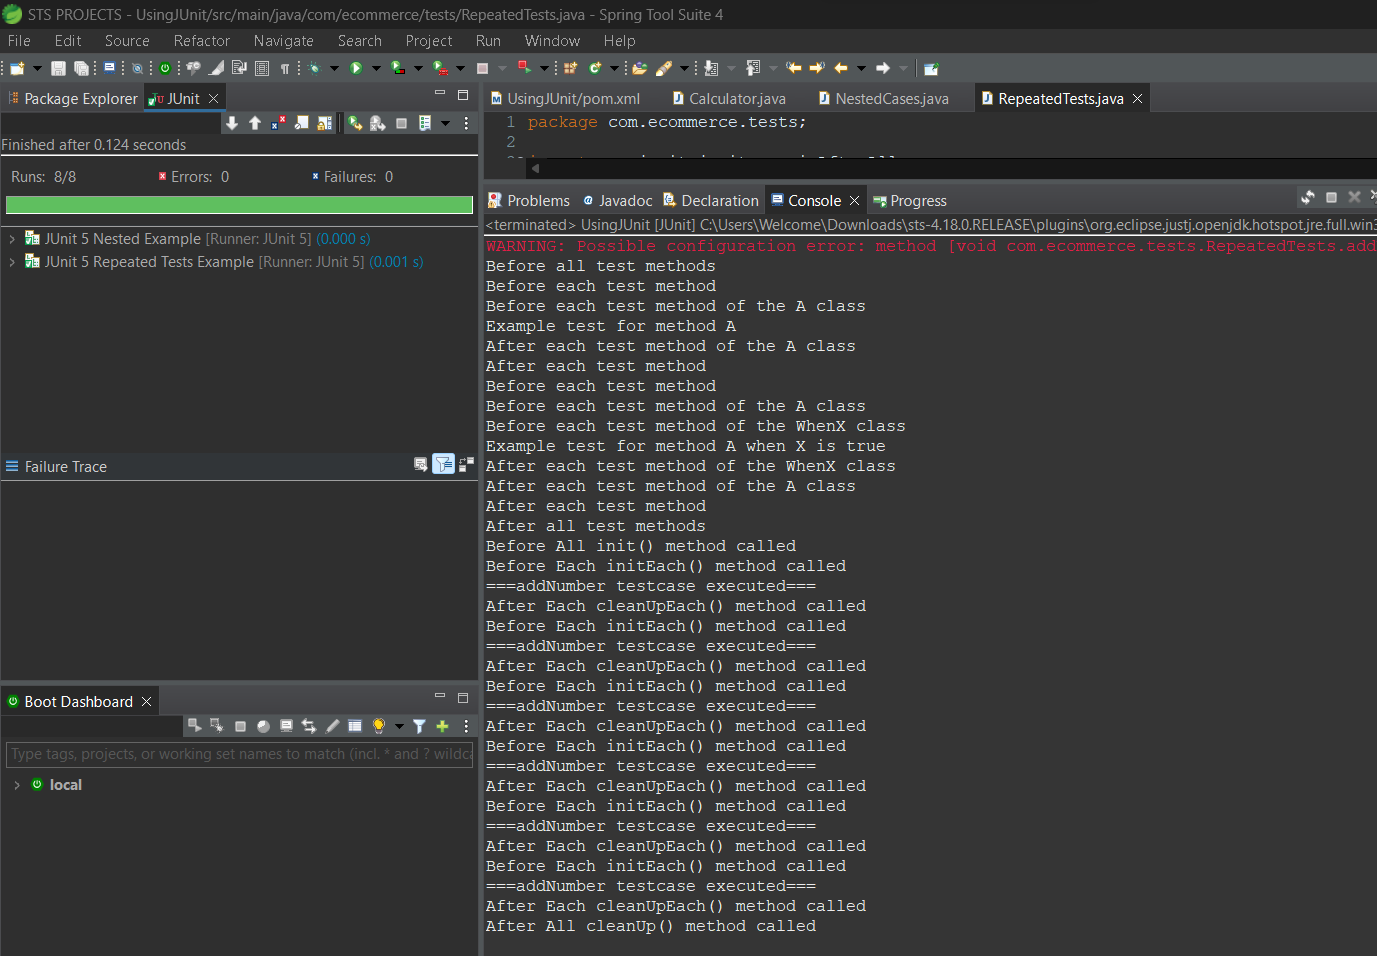 STS PROJECTS - UsingJUnit/src/main/java/com/ecommerce/tests/RepeatedTests.java - Spring Tool Suite 4
File Edit Source Refactor Navigate Search Project Run Window Help
Package Explorer JUnit
Finished after 0.124 seconds
Runs: 8/8 Errors: 0 Failures: 0
JUnit 5 Nested Example [Runner: JUnit 5] (0.000 s)
JUnit 5 Repeated Tests Example [Runner: JUnit 5] (0.001 s)
Failure Trace
Boot Dashboard
Type tags, projects, or working set names to match (incl. * and ? wildca
local
UsingJUnit/pom.xml Calculator.java NestedCases.java RepeatedTests.java
1 package com.ecommerce.tests;
2
Problems Javadoc Declaration Console Progress
<terminated> UsingJUnit [JUnit] C:\Users\Welcome\Downloads\sts-4.18.0.RELEASE\plugins\org.eclipse.justj.openjdk.hotspot.jre.full.win3
WARNING: Possible configuration error: method [void com.ecommerce.tests.RepeatedTests.add
Before all test methods
Before each test method
Before each test method of the A class
Example test for method A
After each test method of the A class
After each test method
Before each test method
Before each test method of the A class
Before each test method of the WhenX class
Example test for method A when X is true
After each test method of the WhenX class
After each test method of the A class
After each test method
After all test methods
Before All init() method called
Before Each initEach() method called
===addNumber testcase executed===
After Each cleanUpEach() method called
Before Each initEach() method called
===addNumber testcase executed===
After Each cleanUpEach() method called
Before Each initEach() method called
===addNumber testcase executed===
After Each cleanUpEach() method called
Before Each initEach() method called
===addNumber testcase executed===
After Each cleanUpEach() method called
Before Each initEach() method called
===addNumber testcase executed===
After Each cleanUpEach() method called
Before Each initEach() method called
===addNumber testcase executed===
After Each cleanUpEach() method called
After All cleanUp() method called